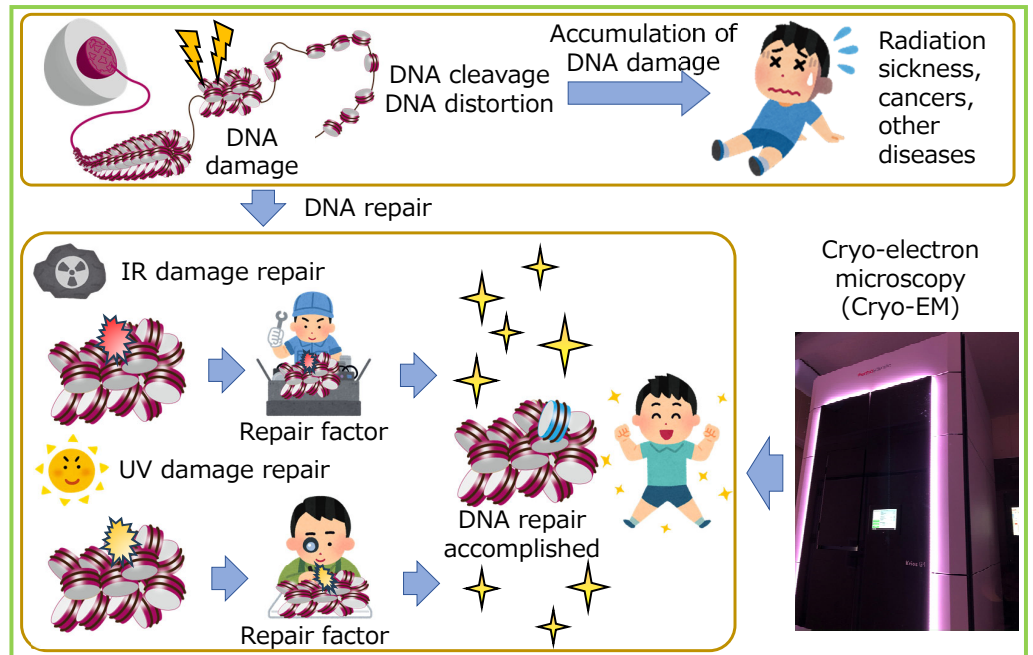 DNA
damage
DNA cleavage
DNA distortion
Accumulation of
DNA damage
Radiation
sickness,
cancers,
other
diseases
DNA repair
IR damage repair
Repair factor
UV damage repair
Repair factor
DNA repair
accomplished
Cryo-electron
microscopy
(Cryo-EM)